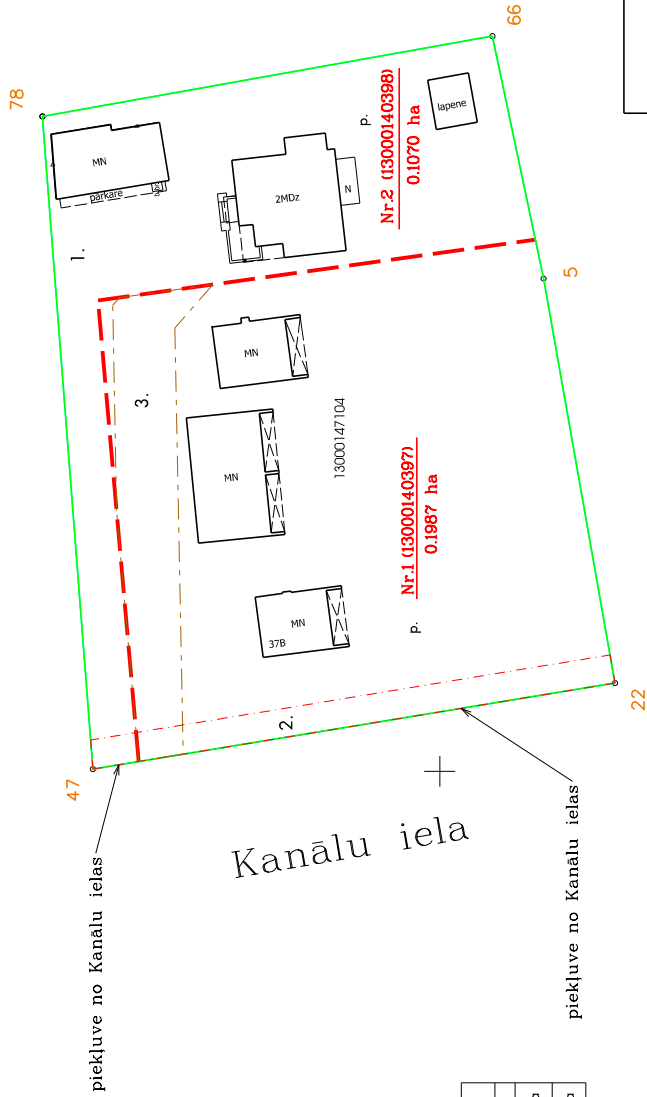 78
66
MN
parkare
1.
2MDz
N
p.
Nr.2 (13000140398)
0.1070 ha
lapene
5
3.
MN
MN
13000147104
Nr.1 (13000140397)
0.1987 ha
MN
37B
p.
2.
47
22
Kanālu iela
piekļuve no Kanālu ielas
piekļuve no Kanālu ielas